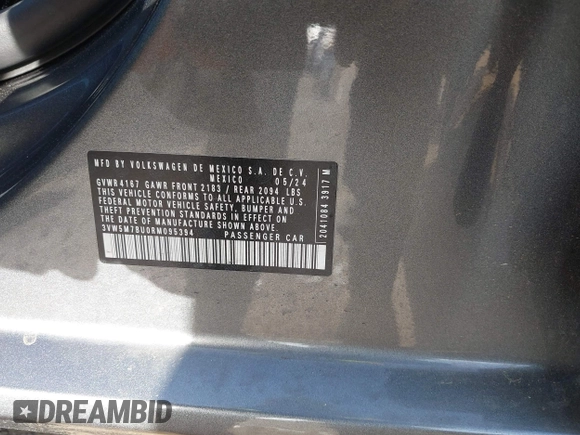 MFD BY VOLKSWAGEN DE MEXICO S.A. DE C.V.
MEXICO 05/24
GVWR4167 GAWR FRONT 2183 / REAR 2094 LBS
THIS VEHICLE CONFORMS TO ALL APPLICABLE U.S.
FEDERAL MOTOR VEHICLE SAFETY, BUMPER AND
THEFT PREVENTION STANDARDS IN EFFECT ON
THE DATE OF MANUFACTURE SHOWN ABOVE.
3VW5M7BU0RM095394 PASSENGER CAR
2041084 3917 M
DREAMBID